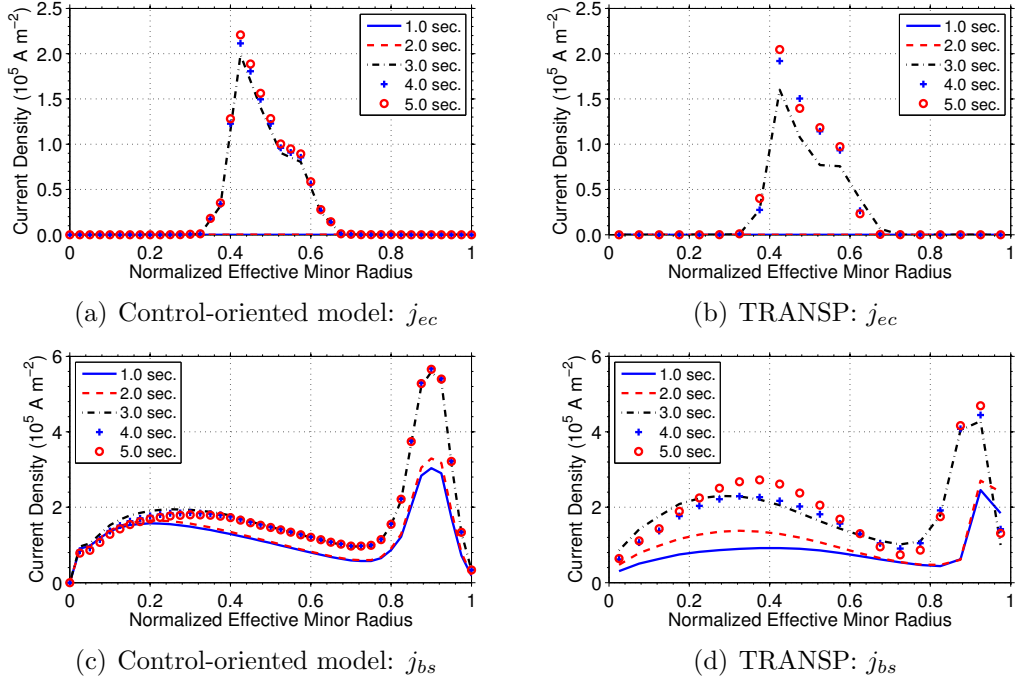 Current Density (10⁵ A m⁻²)
2.5
2.0
1.5
1.0
0.5
0.0
1.0 sec.
2.0 sec.
3.0 sec.
4.0 sec.
5.0 sec.
0 0.2 0.4 0.6 0.8 1
Normalized Effective Minor Radius
(a) Control-oriented model: j_ec
Current Density (10⁵ A m⁻²)
2.5
2.0
1.5
1.0
0.5
0.0
1.0 sec.
2.0 sec.
3.0 sec.
4.0 sec.
5.0 sec.
0 0.2 0.4 0.6 0.8 1
Normalized Effective Minor Radius
(b) TRANSP: j_ec
Current Density (10⁵ A m⁻²)
6
4
2
0
1.0 sec.
2.0 sec.
3.0 sec.
4.0 sec.
5.0 sec.
0 0.2 0.4 0.6 0.8 1
Normalized Effective Minor Radius
(c) Control-oriented model: j_bs
Current Density (10⁵ A m⁻²)
6
4
2
0
1.0 sec.
2.0 sec.
3.0 sec.
4.0 sec.
5.0 sec.
0 0.2 0.4 0.6 0.8 1
Normalized Effective Minor Radius
(d) TRANSP: j_bs